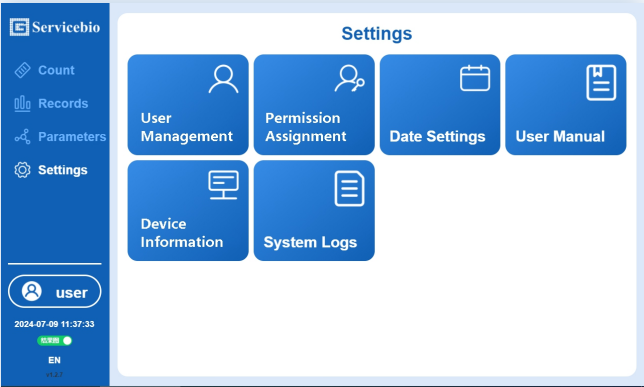 Servicebio
Settings
Count
Records
Parameters
Settings
User
Management
Permission
Assignment
Date Settings
User Manual
Device
Information
System Logs
user
2024-07-09 11:37:33
EN